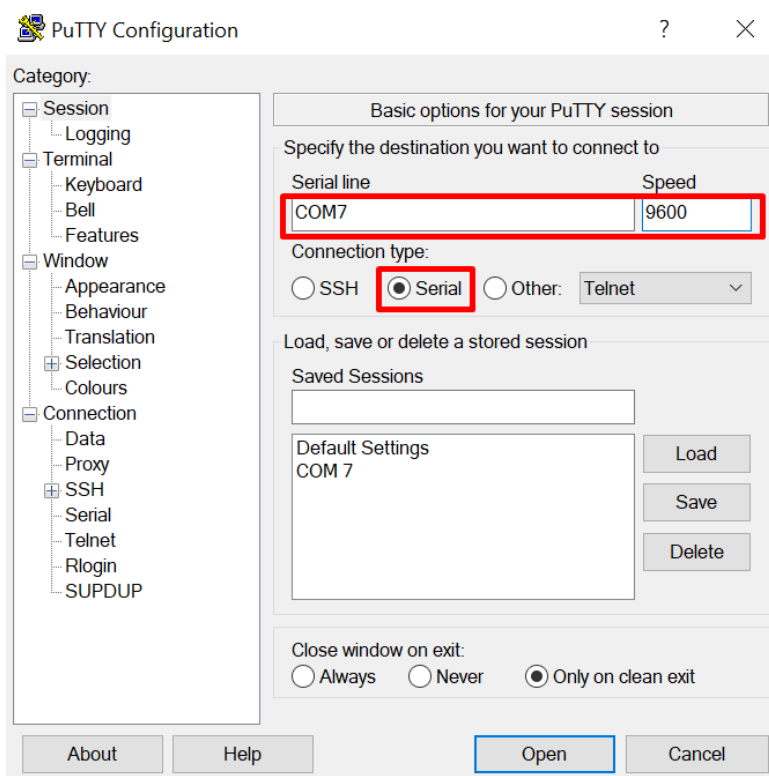 PuTTY Configuration ?
Category:
Session
Logging
Terminal
Keyboard
Bell
Features
Window
Appearance
Behaviour
Translation
Selection
Colours
Connection
Data
Proxy
SSH
Serial
Telnet
Rlogin
SUPDUP
Basic options for your PuTTY session
Specify the destination you want to connect to
Serial line Speed
COM7 9600
Connection type:
SSH Serial Other: Telnet
Load, save or delete a stored session
Saved Sessions
Default Settings
COM 7
Load
Save
Delete
Close window on exit:
Always Never Only on clean exit
About Help Open Cancel